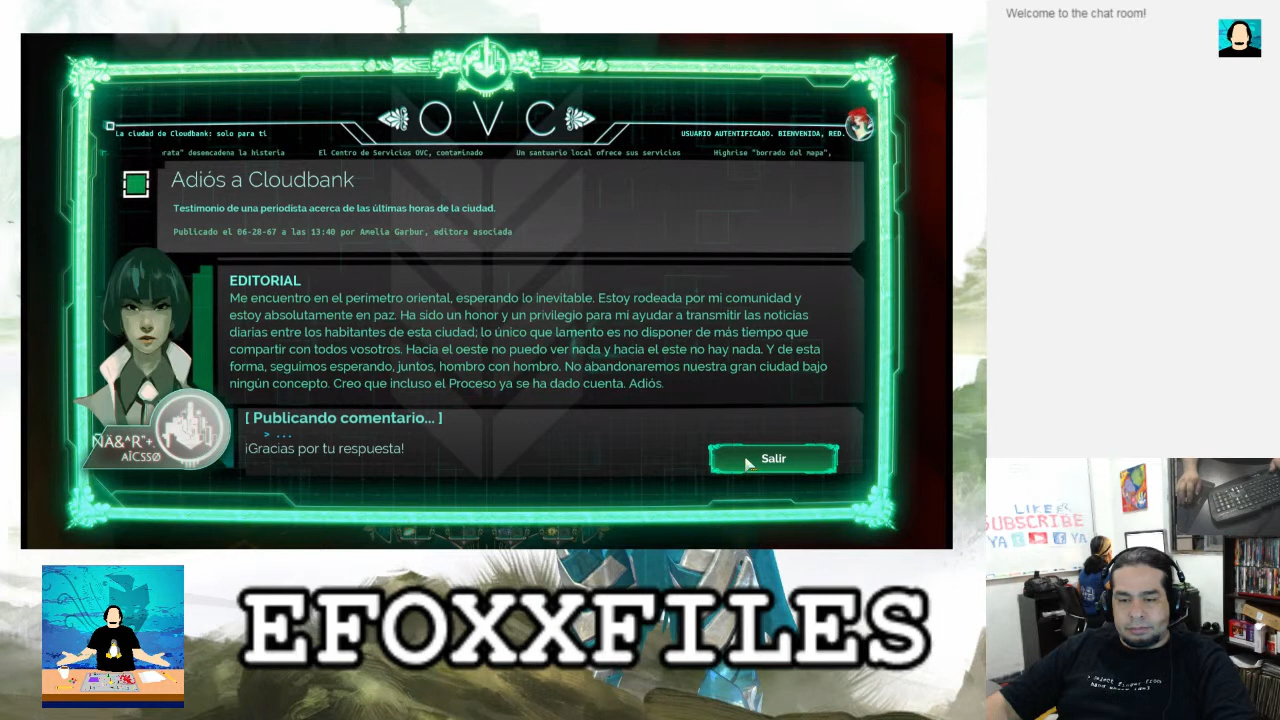 Welcome to the chat room!
OVC
La ciudad de Cloudbank: solo para ti
USUARIO AUTENTIFICADO. BIENVENIDA, RED.
rata" desencadena la histeria El Centro de Servicios OVC, contaminado Un santuario local ofrece sus servicios Highrise "borrado del mapa",
Adiós a Cloudbank
Testimonio de una periodista acerca de las últimas horas de la ciudad.
Publicado el 06-28-67 a las 13:40 por Amelia Garbur, editora asociada
EDITORIAL
Me encuentro en el perímetro oriental, esperando lo inevitable. Estoy rodeada por mi comunidad y
estoy absolutamente en paz. Ha sido un honor y un privilegio para mi ayudar a transmitir las noticias
diarias entre los habitantes de esta ciudad; lo único que lamento es no disponer de más tiempo que
compartir con todos vosotros. Hacia el oeste no puedo ver nada y hacia el este no hay nada. Y de esta
forma, seguimos esperando, juntos, hombro con hombro. No abandonaremos nuestra gran ciudad bajo
ningún concepto. Creo que incluso el Proceso ya se ha dado cuenta. Adiós.
[ Publicando comentario... ]
> ...
¡Gracias por tu respuesta!
Salir
LIKE
SUBSCRIBE
YA YA
EFOXXFILES